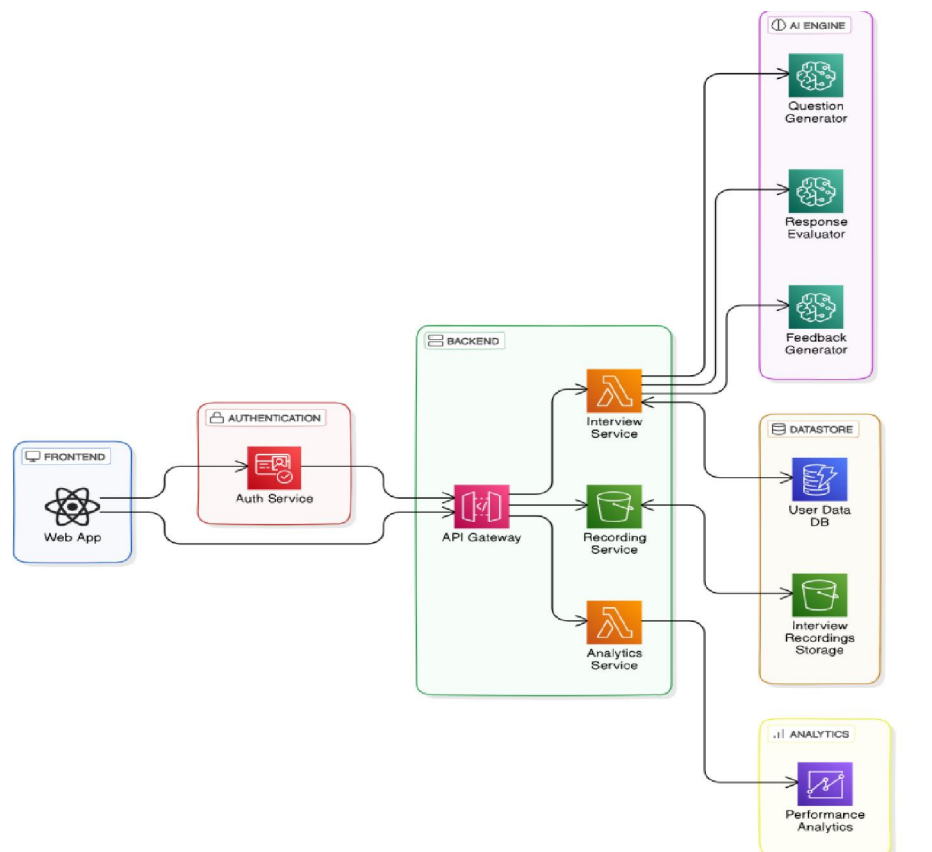 AI ENGINE
Question
Generator
Response
Evaluator
Feedback
Generator
BACKEND
Interview
Service
AUTHENTICATION
Auth Service
FRONTEND
Web App
API Gateway
Recording
Service
Analytics
Service
DATASTORE
User Data
DB
Interview
Recordings
Storage
ANALYTICS
Performance
Analytics